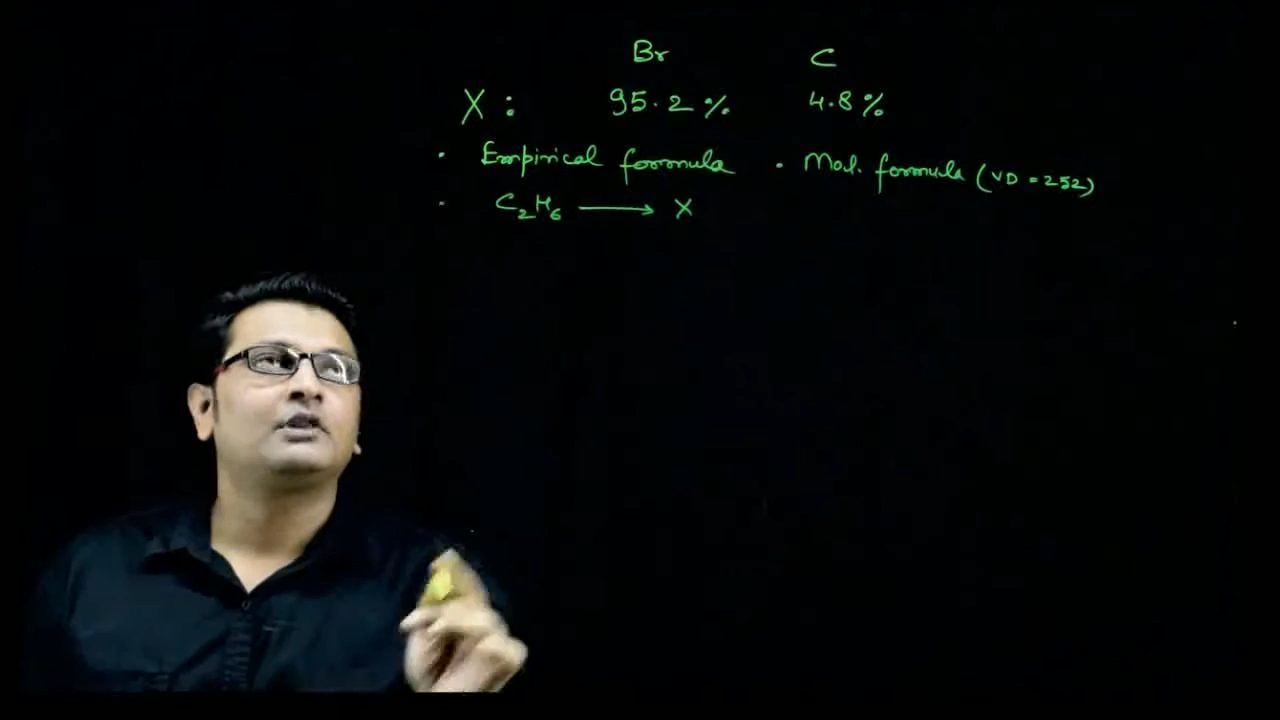 Br C
X : 95.2 % 4.8 %
· Empirical formula · Mol. formula (VD = 252)
· C₂H₆ ⟶ X